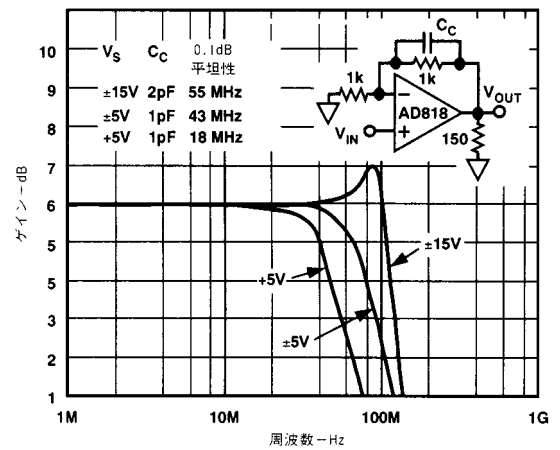 V_S C_C 0.1dB 平坦性
±15V 2pF 55 MHz
±5V 1pF 43 MHz
+5V 1pF 18 MHz
C_C
1k
1k
AD818
−
+
V_IN
V_OUT
150
ゲイン−dB
10
9
8
7
6
5
5
3
2
1
±15V
+5V
±5V
1M 10M 100M 1G
周波数−Hz